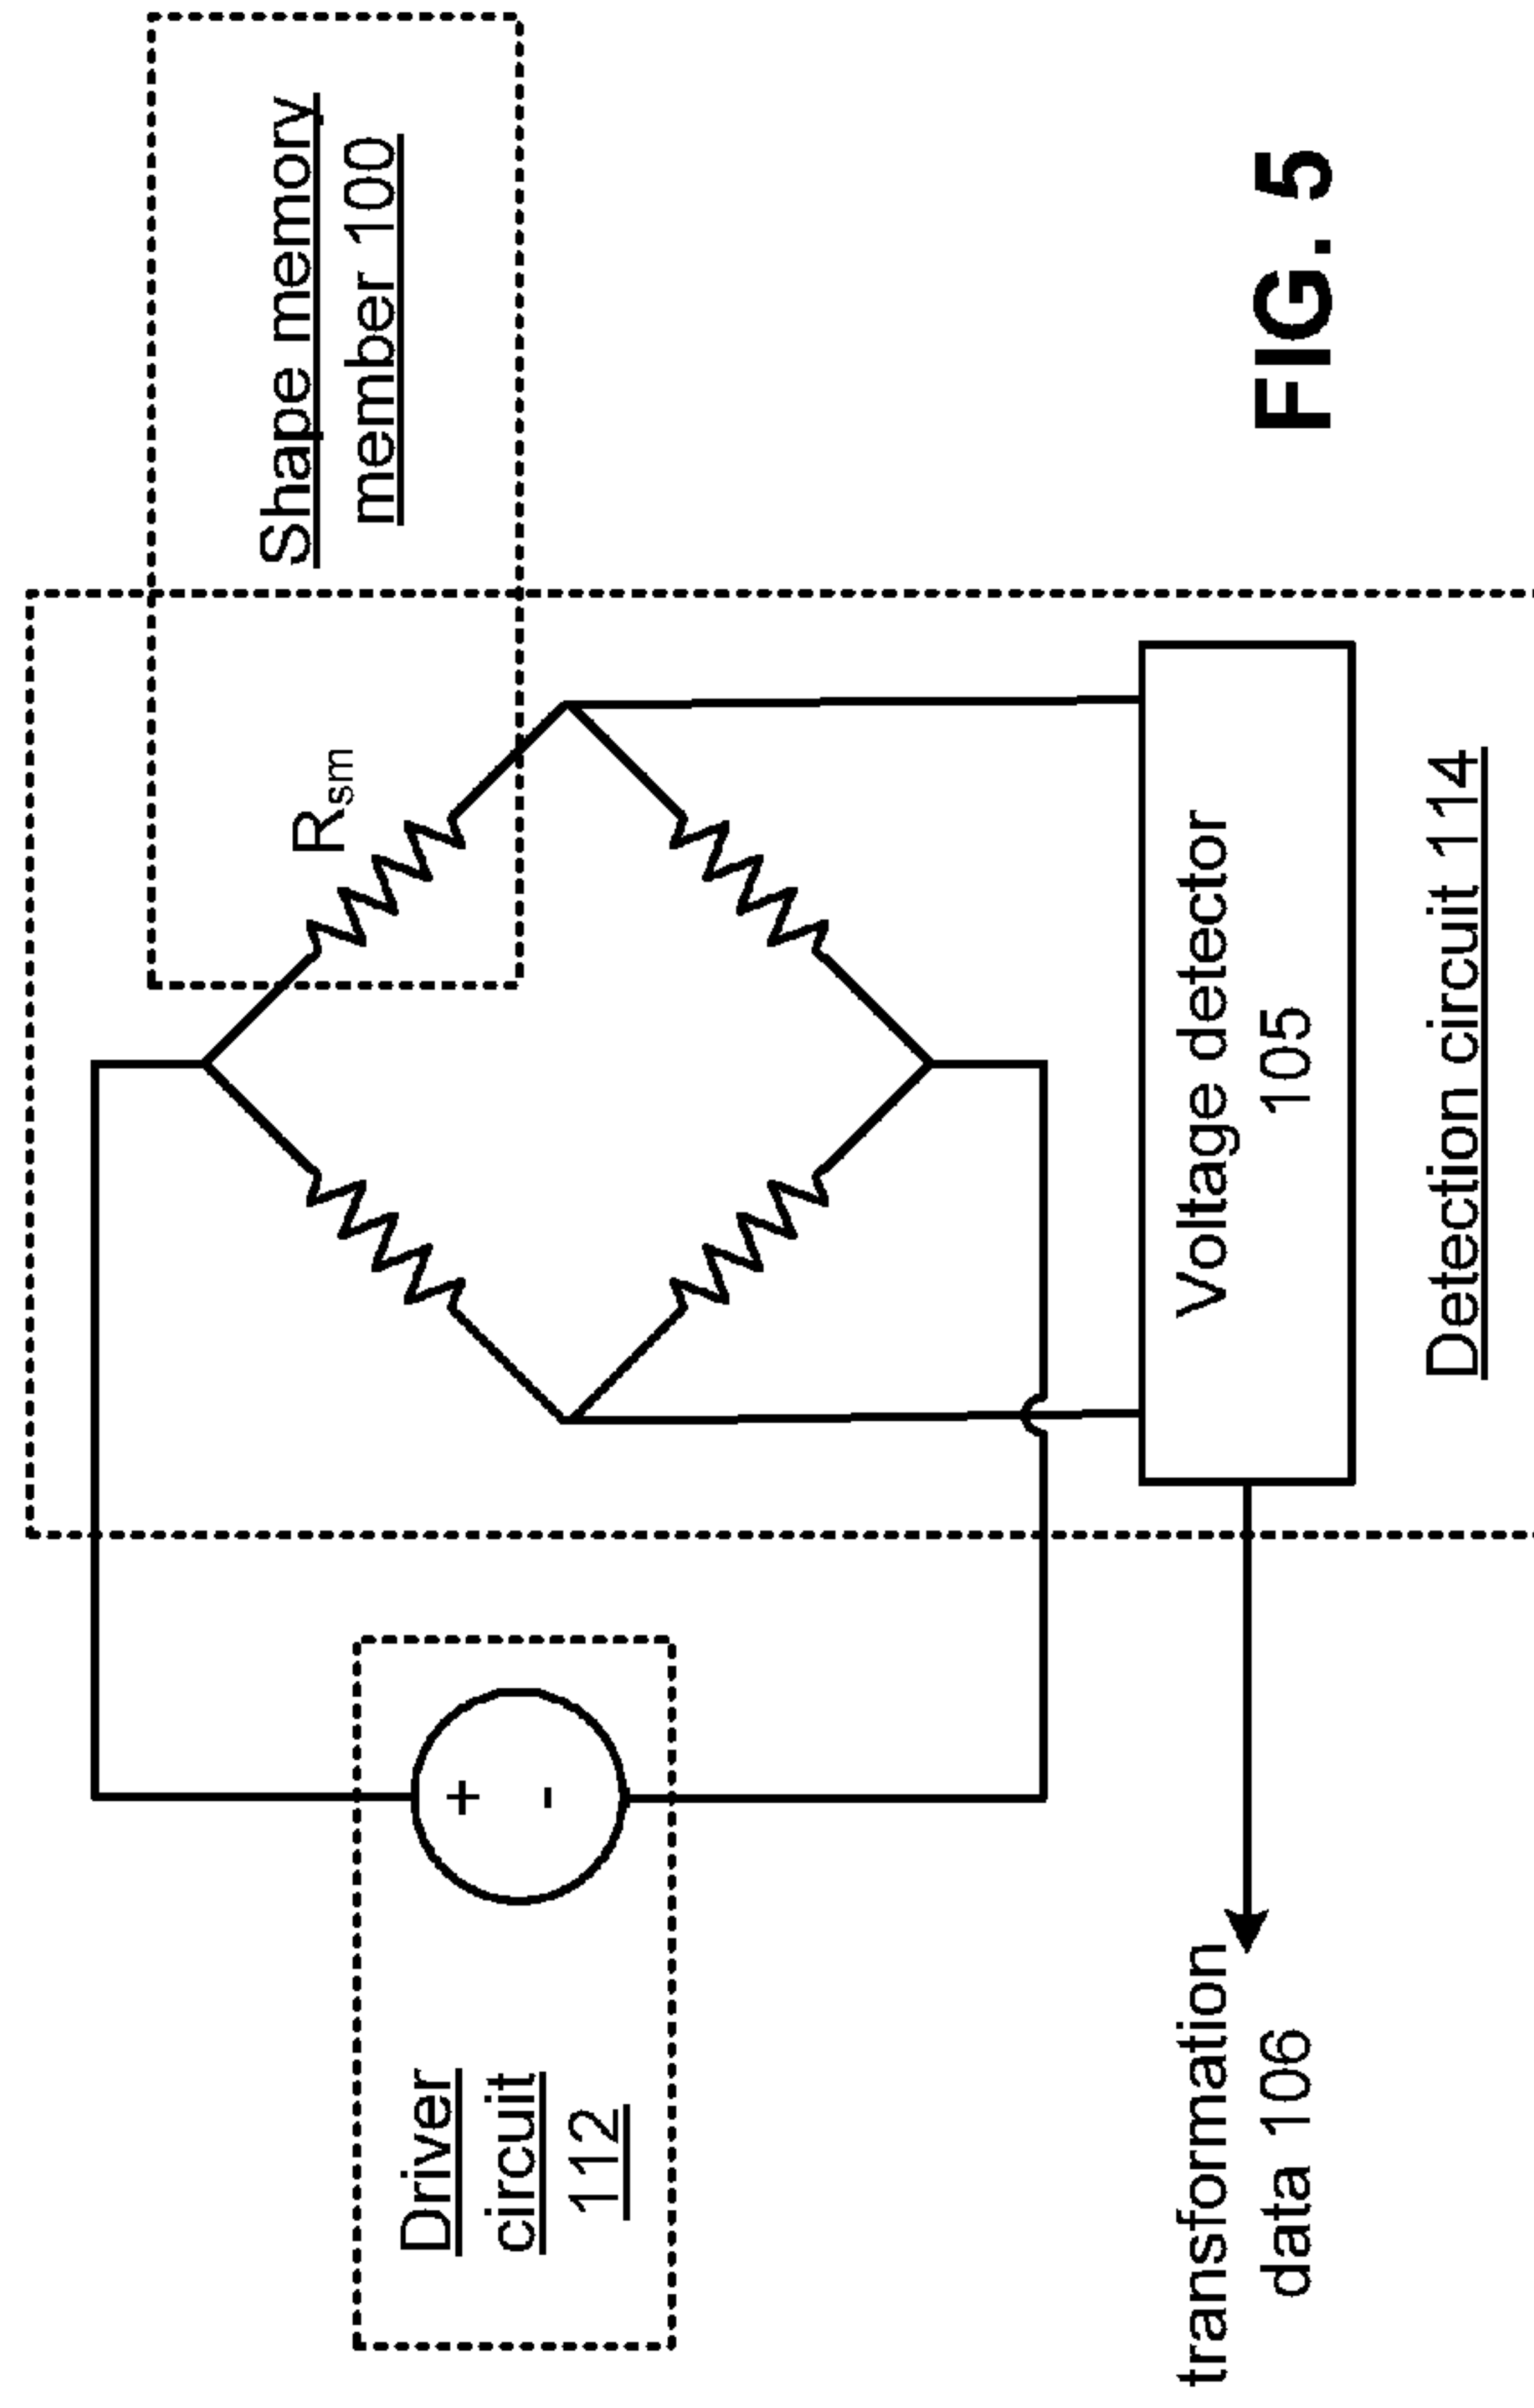 Shape memory
member 100
R_sm
Driver
circuit
112
+
-
Voltage detector
105
transformation
data 106
Detection circuit 114
FIG. 5